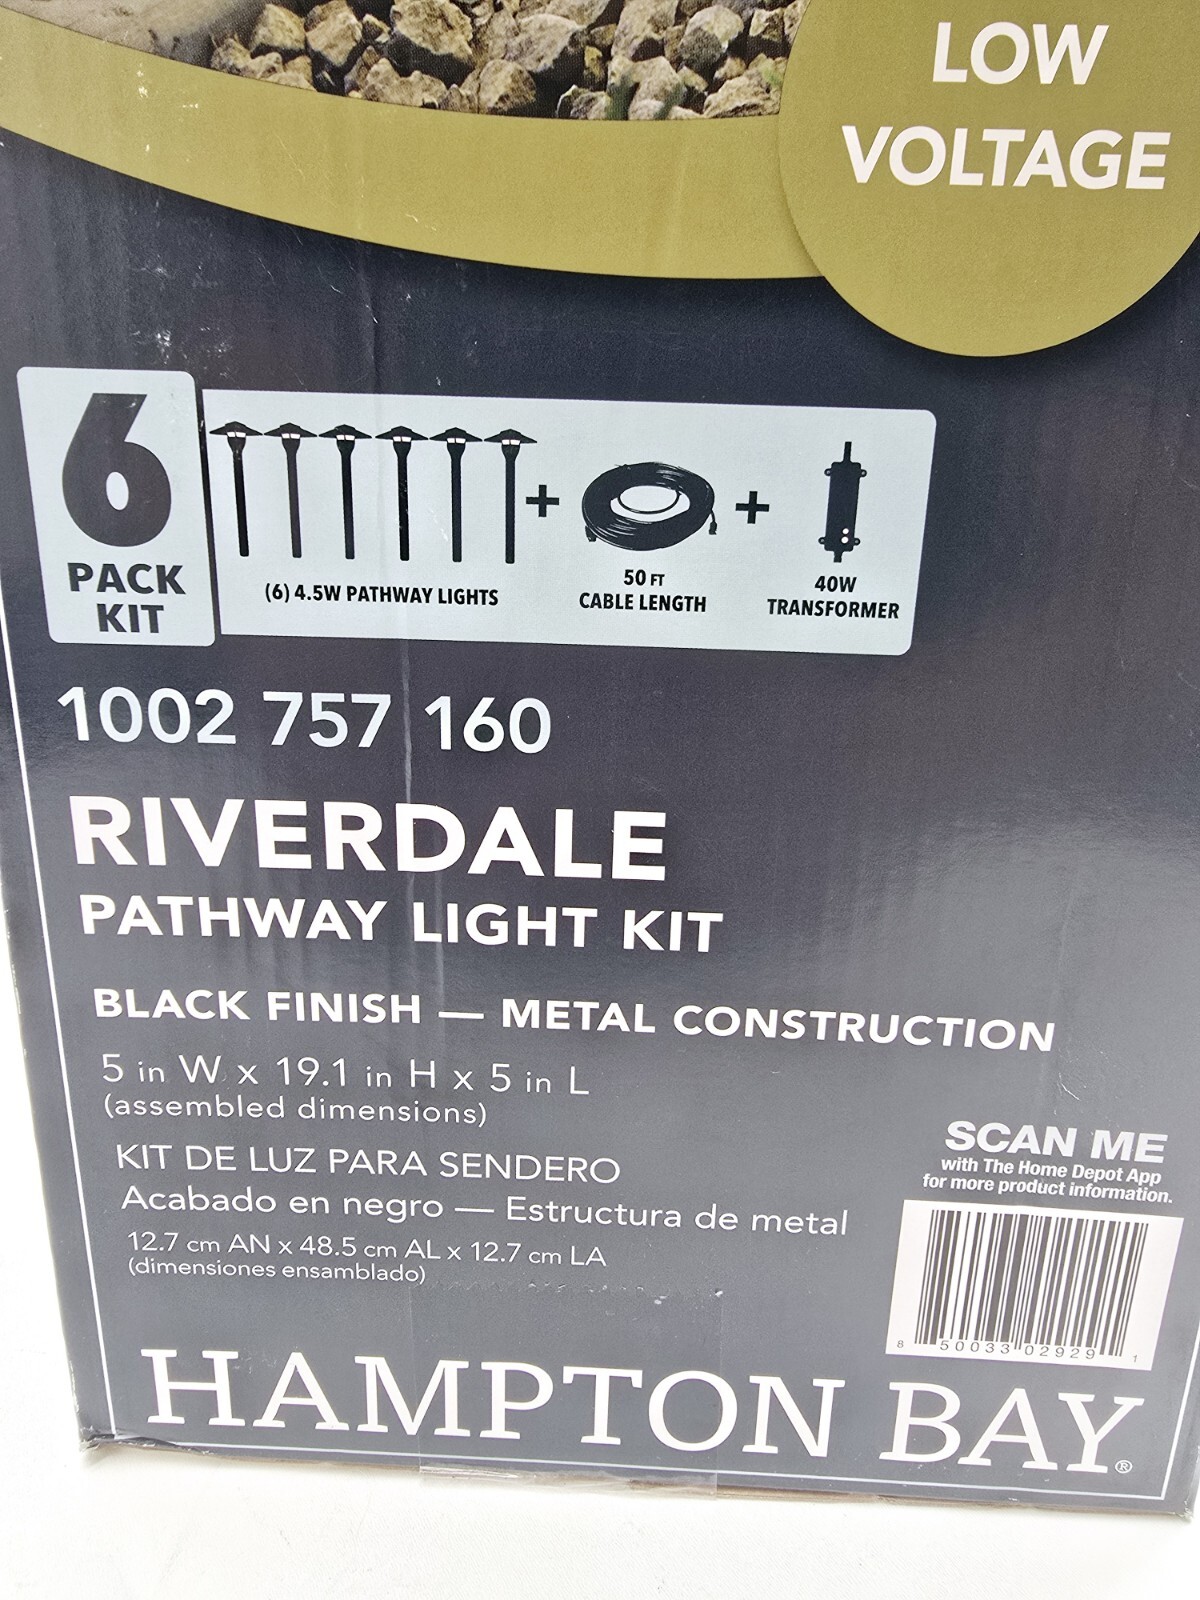 LOW
VOLTAGE
6
PACK
KIT
(6) 4.5W PATHWAY LIGHTS
+
50 FT
CABLE LENGTH
+
40W
TRANSFORMER
1002 757 160
RIVERDALE
PATHWAY LIGHT KIT
BLACK FINISH — METAL CONSTRUCTION
5 in W x 19.1 in H x 5 in L
(assembled dimensions)
KIT DE LUZ PARA SENDERO
Acabado en negro — Estructura de metal
12.7 cm AN x 48.5 cm AL x 12.7 cm LA
(dimensiones ensamblado)
SCAN ME
with The Home Depot App
for more product information.
8 50033 02929 1
HAMPTON BAY®